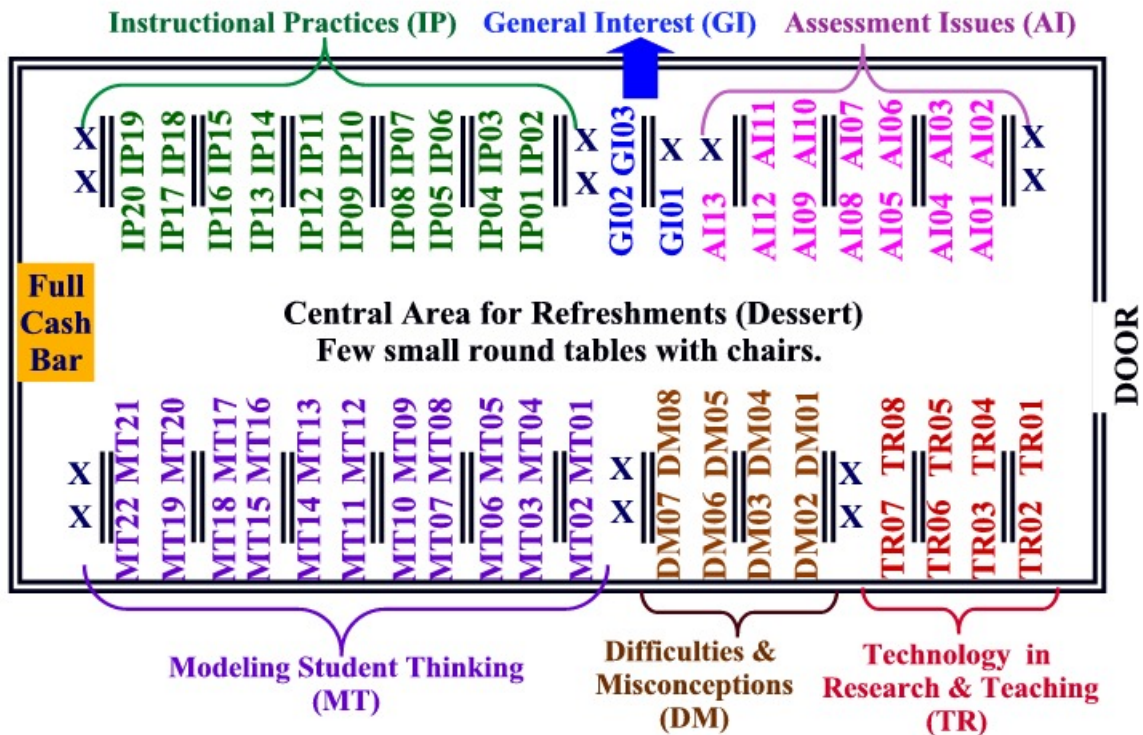 Instructional Practices (IP)
General Interest (GI)
Assessment Issues (AI)
X
X
IP20 IP19
IP17 IP18
IP16 IP15
IP13 IP14
IP12 IP11
IP09 IP10
IP08 IP07
IP05 IP06
IP04 IP03
IP01 IP02
X
X
GI02 GI03
GI01
X
X
AI13
AI12 AI11
AI09 AI10
AI08 AI07
AI05 AI06
AI04 AI03
AI01 AI02
X
X
Full
Cash
Bar
Central Area for Refreshments (Dessert)
Few small round tables with chairs.
DOOR
X
X
MT22 MT21
MT19 MT20
MT18 MT17
MT15 MT16
MT14 MT13
MT11 MT12
MT10 MT09
MT07 MT08
MT06 MT05
MT03 MT04
MT02 MT01
X
X
DM07 DM08
DM06 DM05
DM03 DM04
DM02 DM01
X
X
TR07 TR08
TR06 TR05
TR03 TR04
TR02 TR01
Modeling Student Thinking
(MT)
Difficulties &
Misconceptions
(DM)
Technology in
Research & Teaching
(TR)